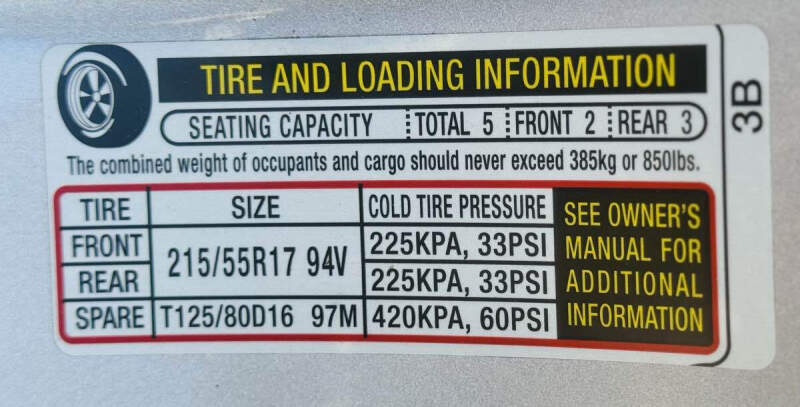 TIRE AND LOADING INFORMATION
SEATING CAPACITY TOTAL 5 FRONT 2 REAR 3
The combined weight of occupants and cargo should never exceed 385kg or 850lbs.
TIRE SIZE COLD TIRE PRESSURE
FRONT 215/55R17 94V 225KPA, 33PSI
REAR 225KPA, 33PSI
SPARE T125/80D16 97M 420KPA, 60PSI
SEE OWNER'S
MANUAL FOR
ADDITIONAL
INFORMATION
3B